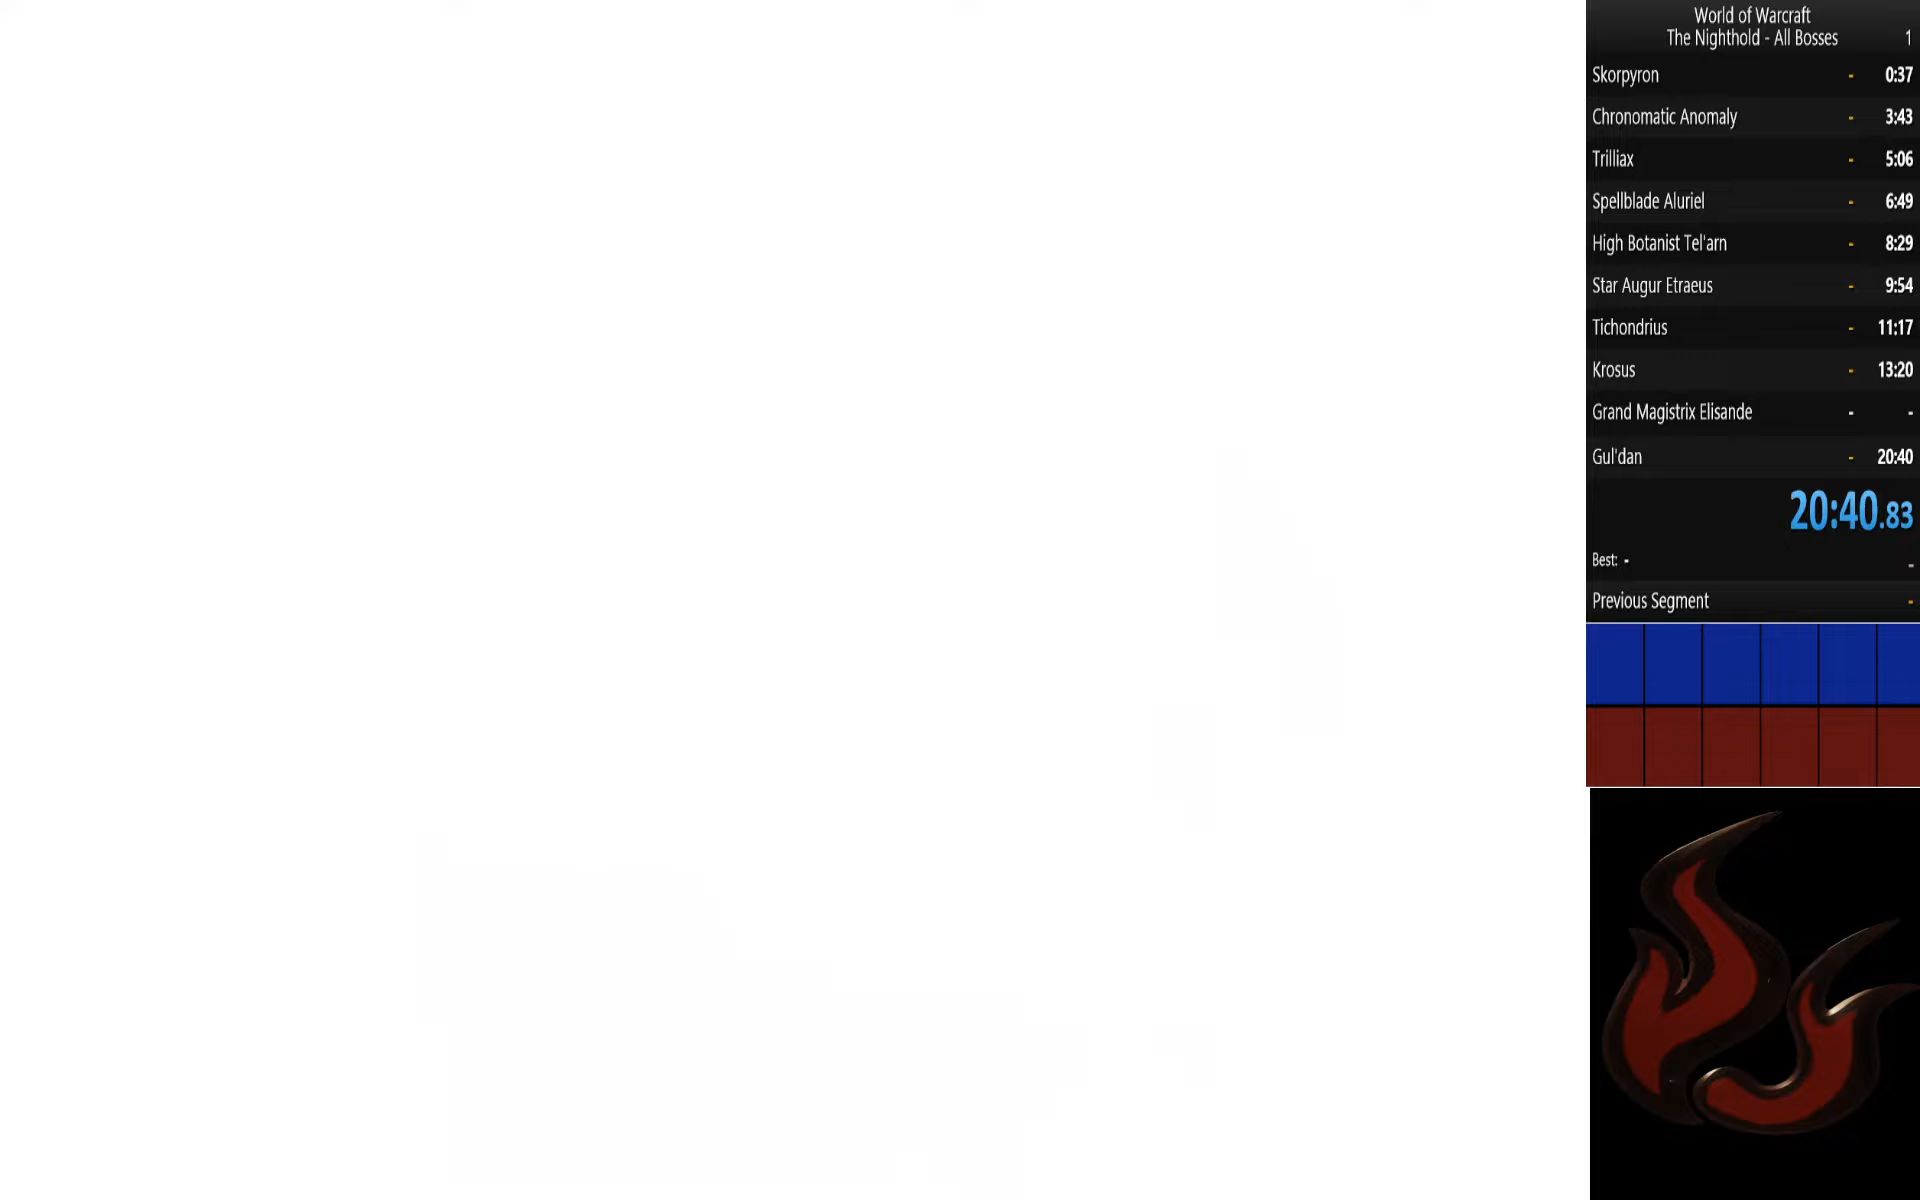 World of Warcraft
The Nighthold - All Bosses 1
Skorpyron - 0:37
Chronomatic Anomaly - 3:43
Trilliax - 5:06
Spellblade Aluriel - 6:49
High Botanist Tel'arn - 8:29
Star Augur Etraeus - 9:54
Tichondrius - 11:17
Krosus - 13:20
Grand Magistrix Elisande - -
Gul'dan - 20:40
20:40.83
Best: - -
Previous Segment -